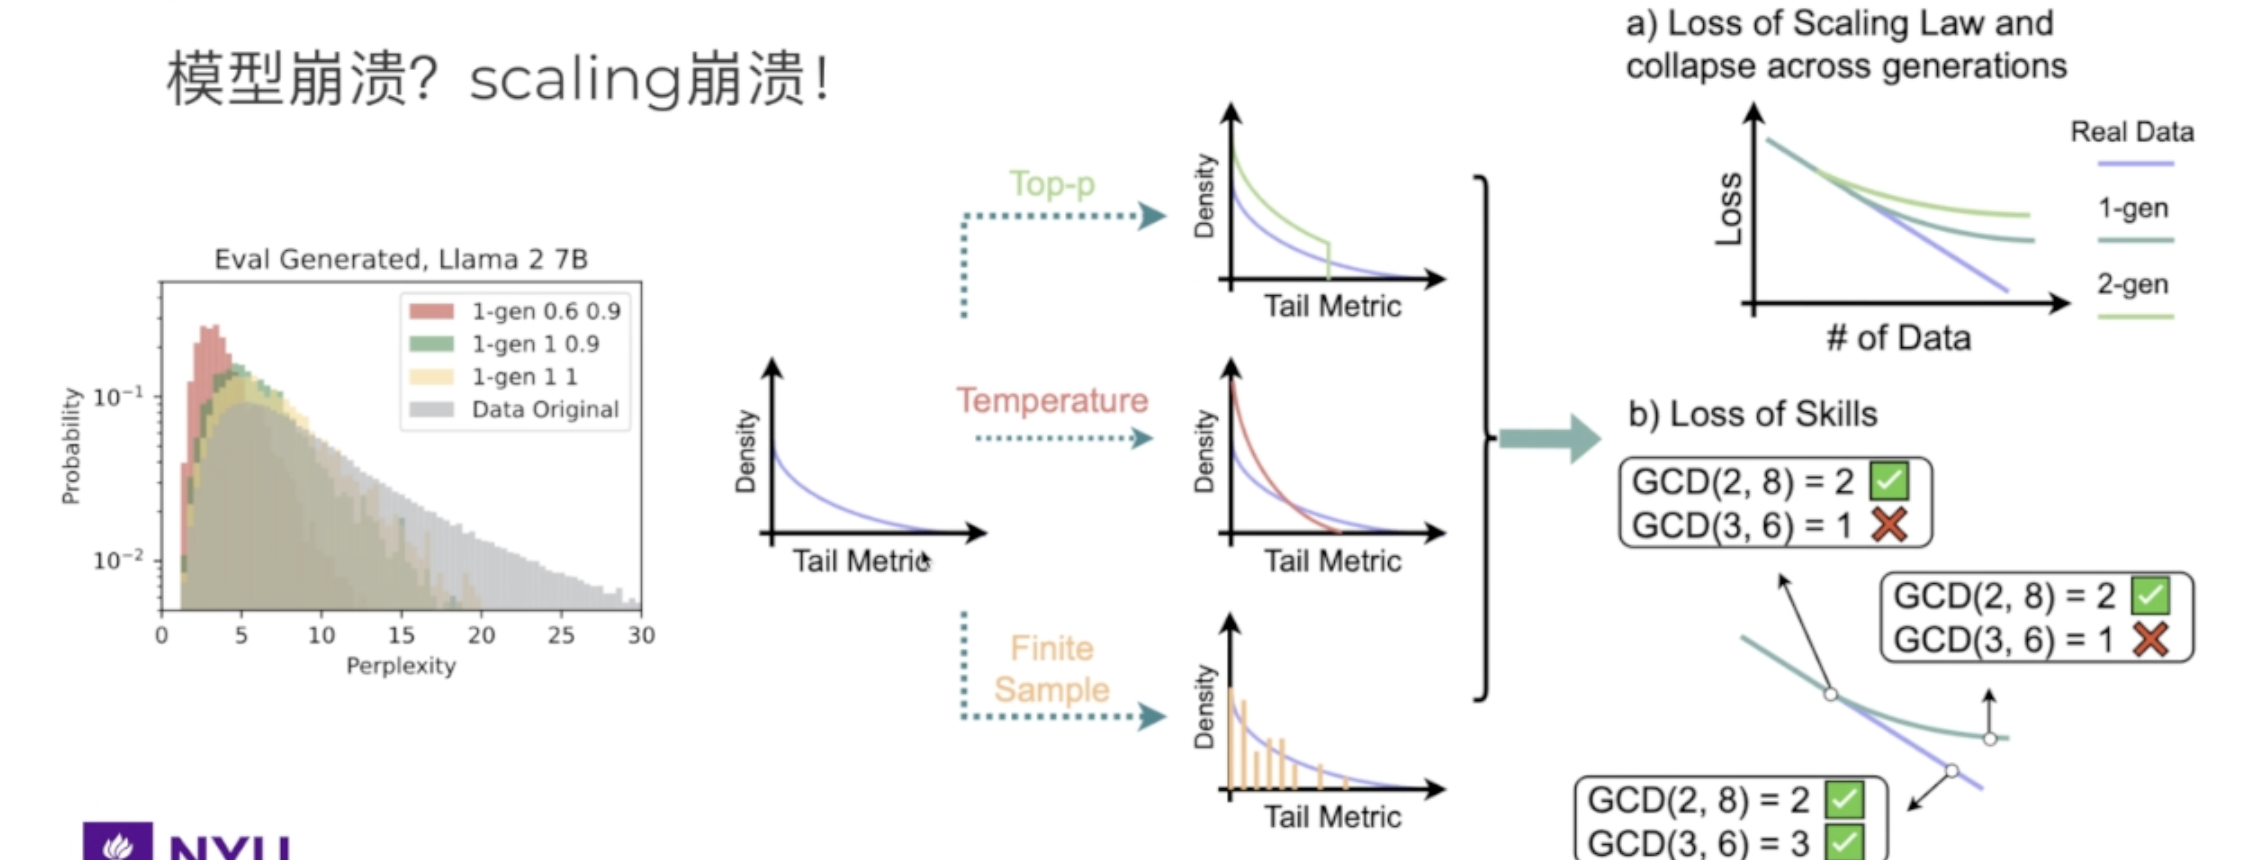 模型崩溃？scaling崩溃！
Eval Generated, Llama 2 7B
1-gen 0.6 0.9
1-gen 1 0.9
1-gen 1 1
Data Original
Probability
10⁻¹
10⁻²
0 5 10 15 20 25 30
Perplexity
Density
Tail Metric
Top-p
Density
Tail Metric
Temperature
Density
Tail Metric
Finite
Sample
Density
Tail Metric
a) Loss of Scaling Law and
collapse across generations
Loss
# of Data
Real Data
1-gen
2-gen
b) Loss of Skills
GCD(2, 8) = 2 ✅
GCD(3, 6) = 1 ❌
GCD(2, 8) = 2 ✅
GCD(3, 6) = 1 ❌
GCD(2, 8) = 2 ✅
GCD(3, 6) = 3 ✅
NYU